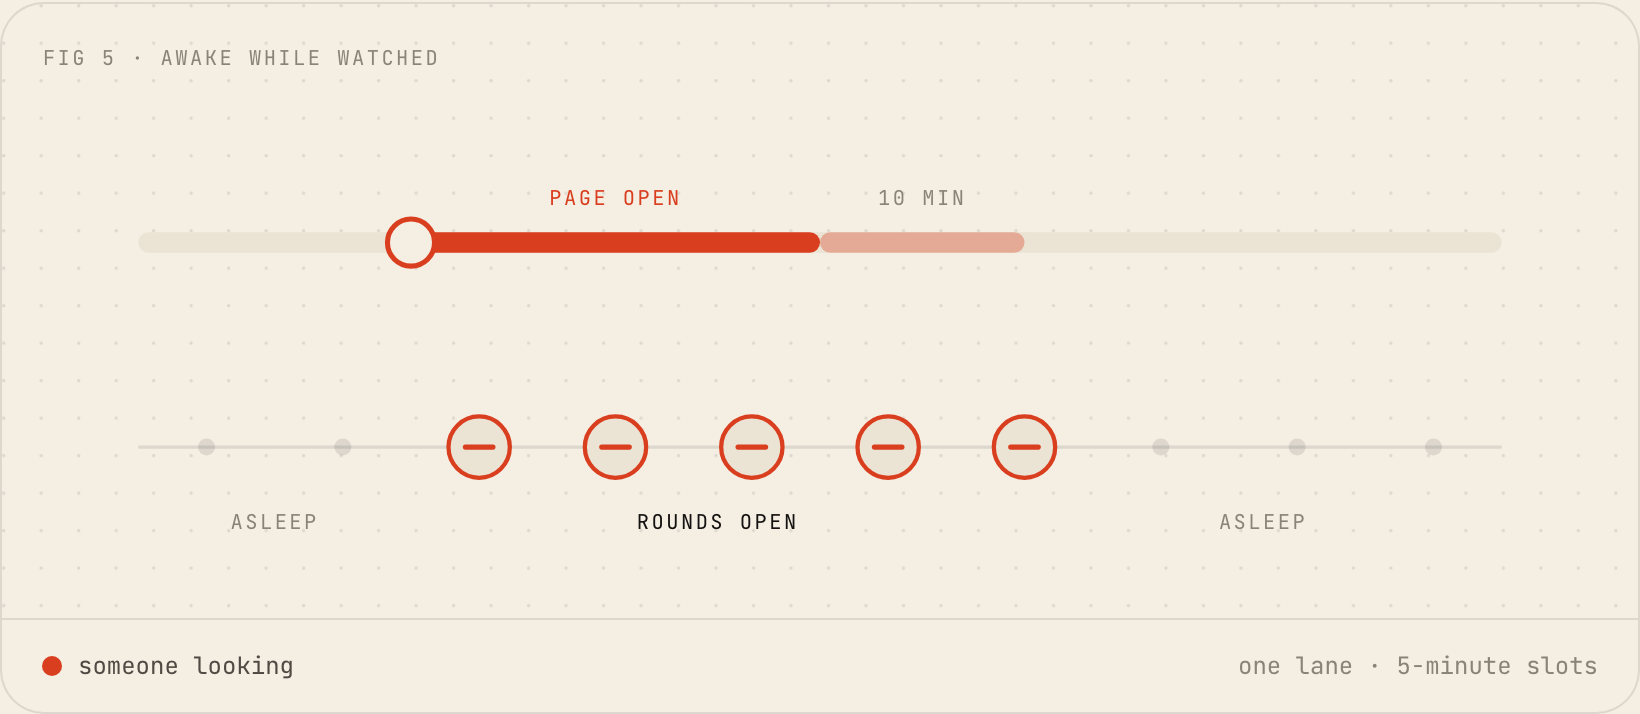 FIG 5 · AWAKE WHILE WATCHED
PAGE OPEN
10 MIN
ASLEEP
ROUNDS OPEN
ASLEEP
someone looking
one lane · 5-minute slots